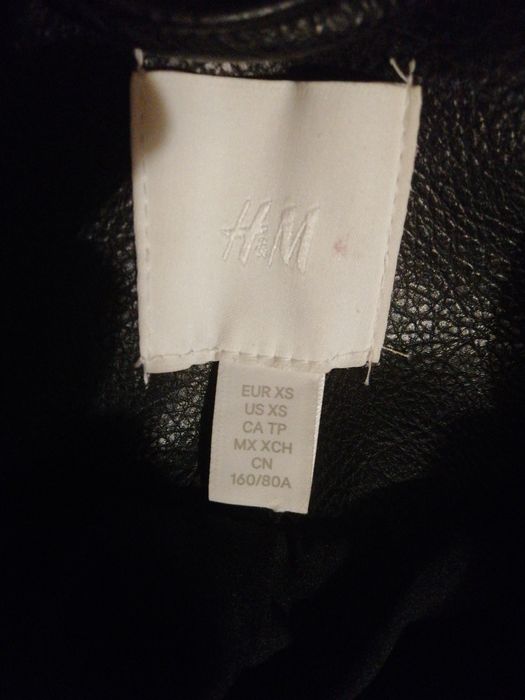 H&M
EUR XS
US XS
CA TP
MX XCH
CN
160/80A